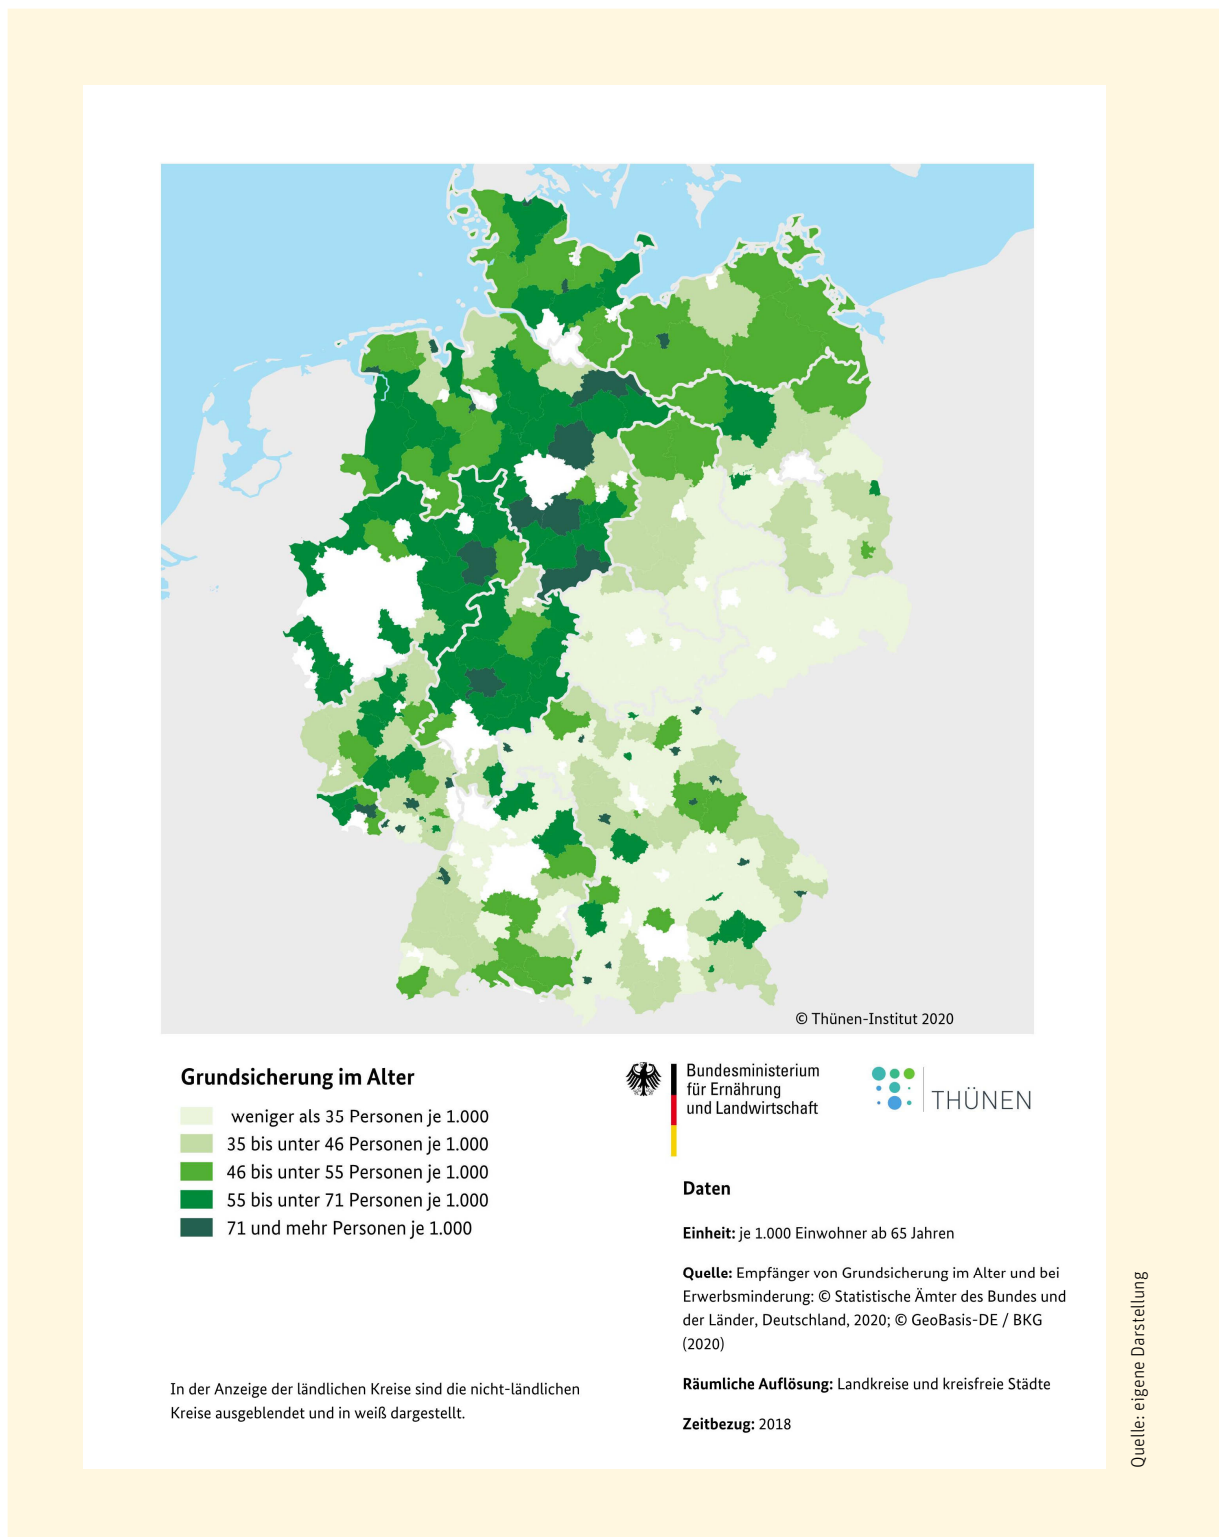 © Thünen-Institut 2020
Grundsicherung im Alter
weniger als 35 Personen je 1.000
35 bis unter 46 Personen je 1.000
46 bis unter 55 Personen je 1.000
55 bis unter 71 Personen je 1.000
71 und mehr Personen je 1.000
In der Anzeige der ländlichen Kreise sind die nicht-ländlichen
Kreise ausgeblendet und in weiß dargestellt.
Bundesministerium
für Ernährung
und Landwirtschaft
THÜNEN
Daten
Einheit: je 1.000 Einwohner ab 65 Jahren
Quelle: Empfänger von Grundsicherung im Alter und bei
Erwerbsminderung: © Statistische Ämter des Bundes und
der Länder, Deutschland, 2020; © GeoBasis-DE / BKG
(2020)
Räumliche Auflösung: Landkreise und kreisfreie Städte
Zeitbezug: 2018
Quelle: eigene Darstellung